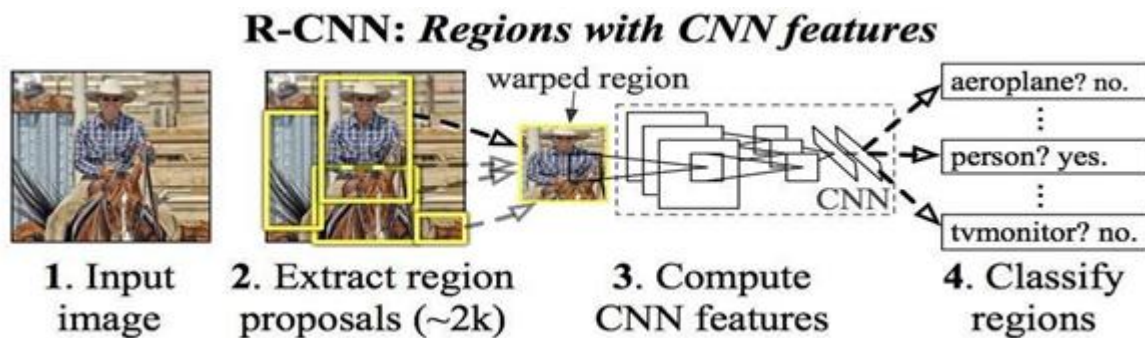 R-CNN: Regions with CNN features
warped region
aeroplane? no.
person? yes.
tvmonitor? no.
CNN
1. Input
image
2. Extract region
proposals (~2k)
3. Compute
CNN features
4. Classify
regions